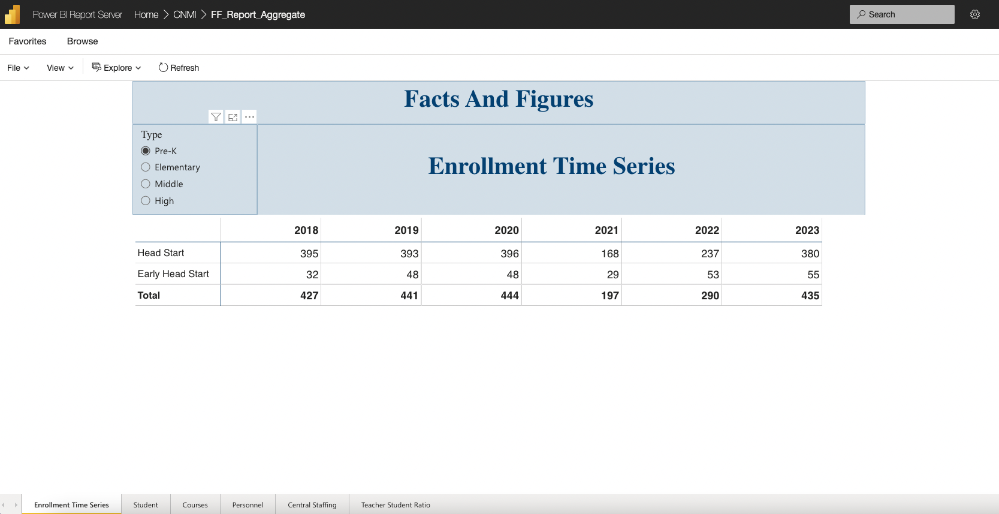 Power BI Report Server Home > CNMI > FF_Report_Aggregate Search
Favorites Browse
File View Explore Refresh
Facts And Figures
Type
Pre-K
Elementary
Middle
High
Enrollment Time Series
2018 2019 2020 2021 2022 2023
Head Start 395 393 396 168 237 380
Early Head Start 32 48 48 29 53 55
Total 427 441 444 197 290 435
Enrollment Time Series Student Courses Personnel Central Staffing Teacher Student Ratio